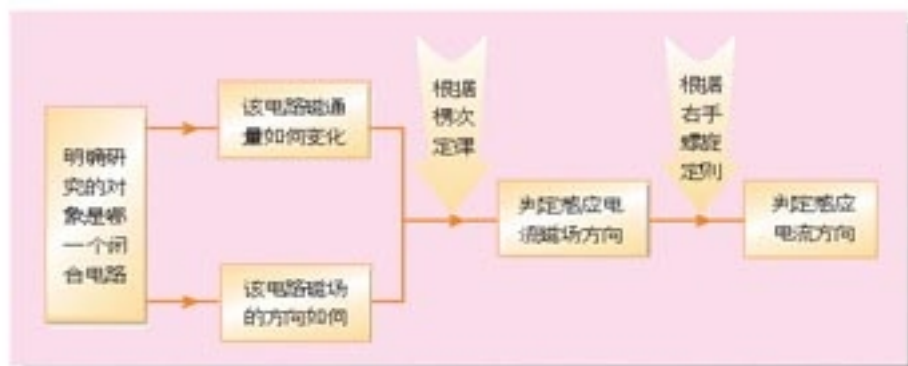 明确研
究的对
象是哪
一个闭
合电路
该电路磁通
量如何变化
该电路磁场
的方向如何
根据
楞次
定律
判定感应电
流磁场方向
根据
右手
螺旋
定则
判定感应
电流方向